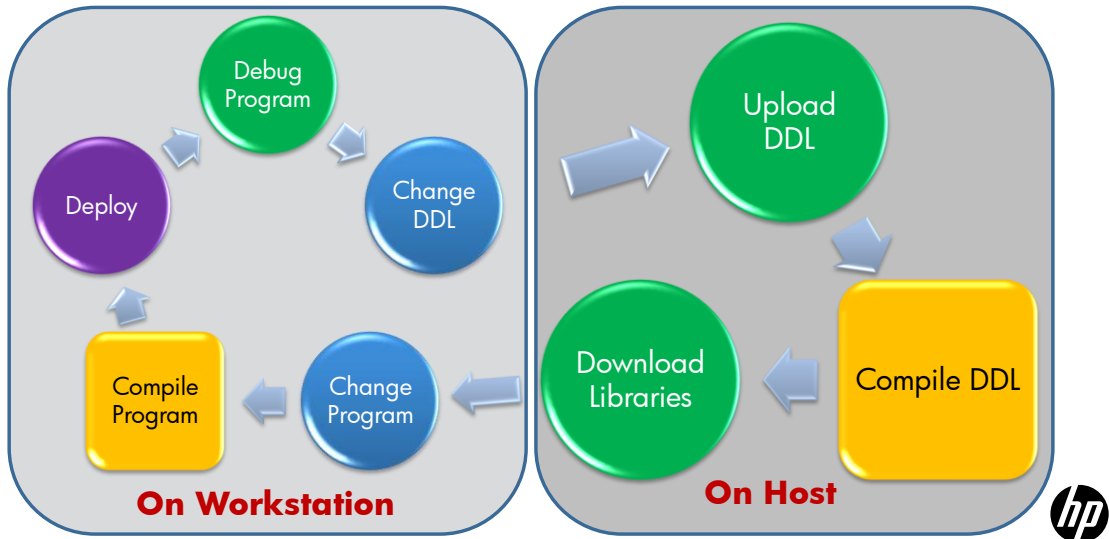 Debug
Program
Change
DDL
Deploy
Compile
Program
Change
Program
On Workstation
Upload
DDL
Compile DDL
Download
Libraries
On Host
hp